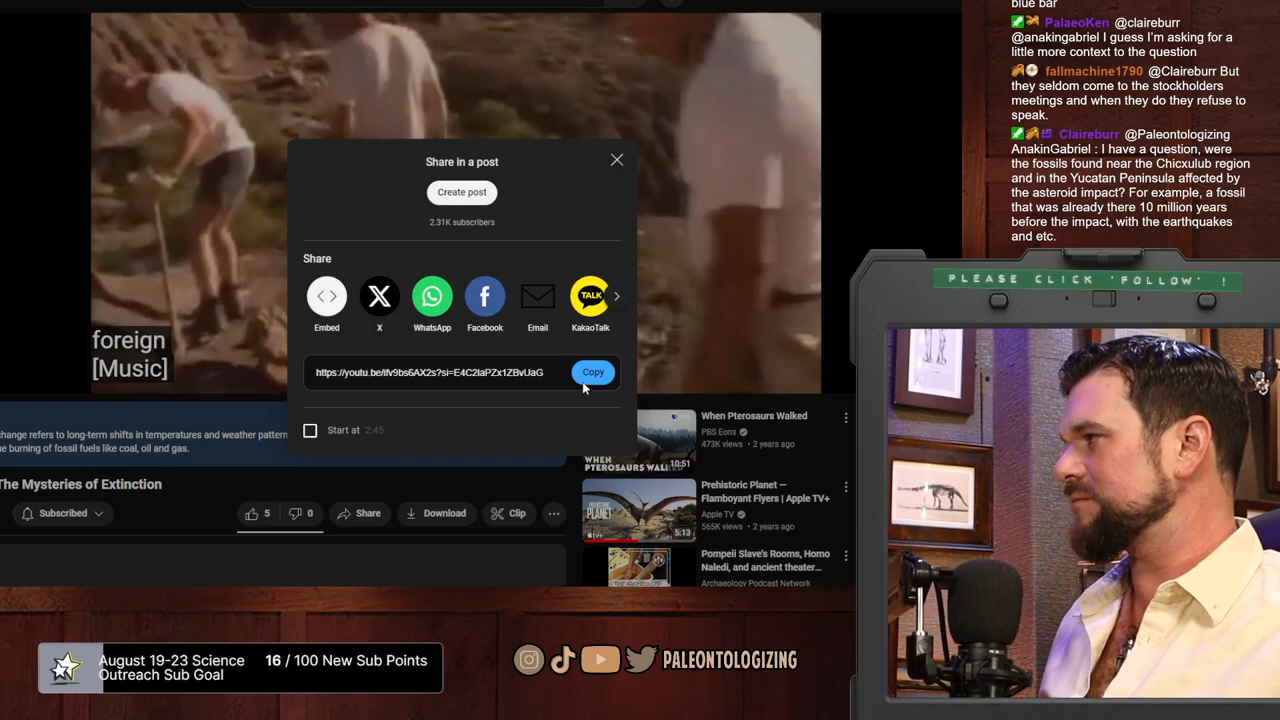 blue bar
PalaeoKen @claireburr
@anakingabriel I guess I'm asking for a
little more context to the question
fallmachine1790 @Claireburr But
they seldom come to the stockholders
meetings and when they do they refuse to
speak.
Claireburr @Paleontologizing
AnakinGabriel : I have a question, were
the fossils found near the Chicxulub region
and in the Yucatan Peninsula affected by
the asteroid impact? For example, a fossil
that was already there 10 million years
before the impact, with the earthquakes
and etc.
PLEASE CLICK 'FOLLOW' !
Share in a post
Create post
2.31K subscribers
Share
TALK
Embed
X
WhatsApp
Facebook
Email
KakaoTalk
https://youtu.be/ifv9bs6AX2s?si=E4C2IaPZx1ZBvUaG
Copy
Start at 2:45
foreign
[Music]
change refers to long-term shifts in temperatures and weather pattern
e burning of fossil fuels like coal, oil and gas.
The Mysteries of Extinction
Subscribed
5
0
Share
Download
Clip
WHEN
PTEROSAURS WALKED
10:51
When Pterosaurs Walked
PBS Eons
473K views • 2 years ago
PREHISTORIC
PLANET
tv+
5:13
Prehistoric Planet —
Flamboyant Flyers | Apple TV+
Apple TV
565K views • 2 years ago
THE ARCHAEOLOGY
Pompeii Slave's Rooms, Homo
Naledi, and ancient theater...
Archaeology Podcast Network
August 19-23 Science
Outreach Sub Goal
16 / 100 New Sub Points
PALEONTOLOGIZING